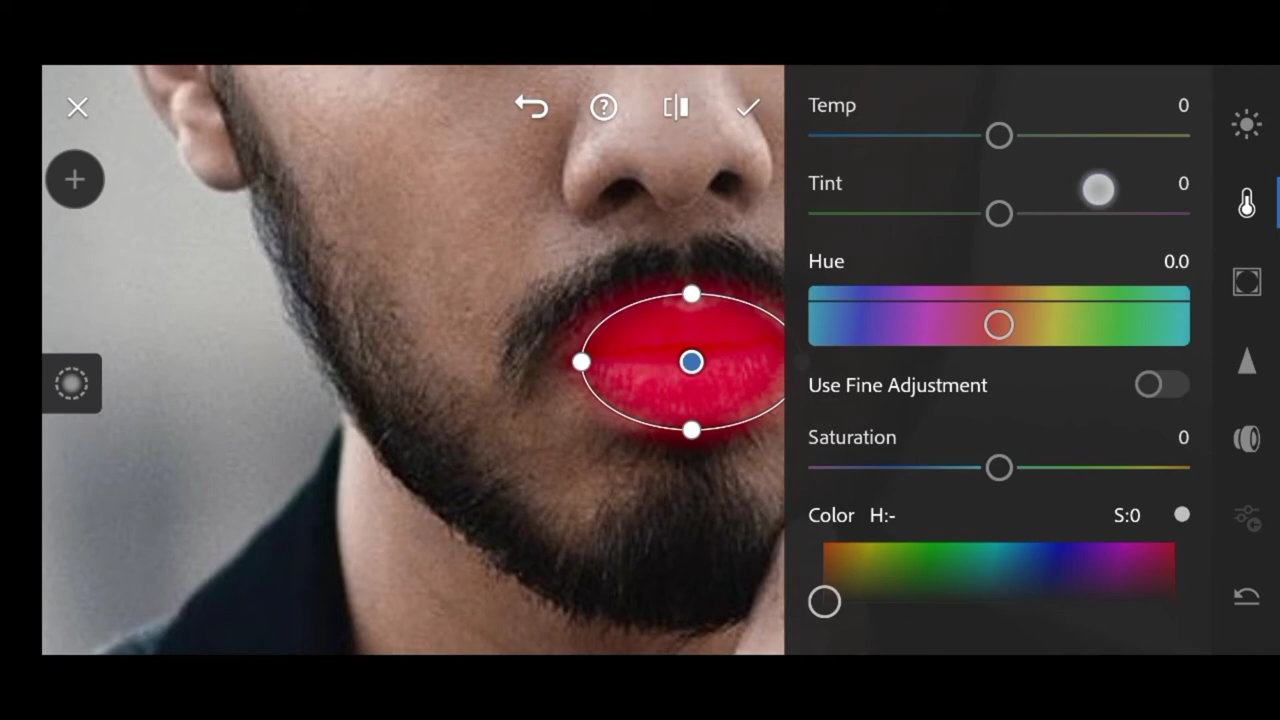 Temp 0
Tint 0
Hue 0.0
Use Fine Adjustment
Saturation 0
Color H:- S:0